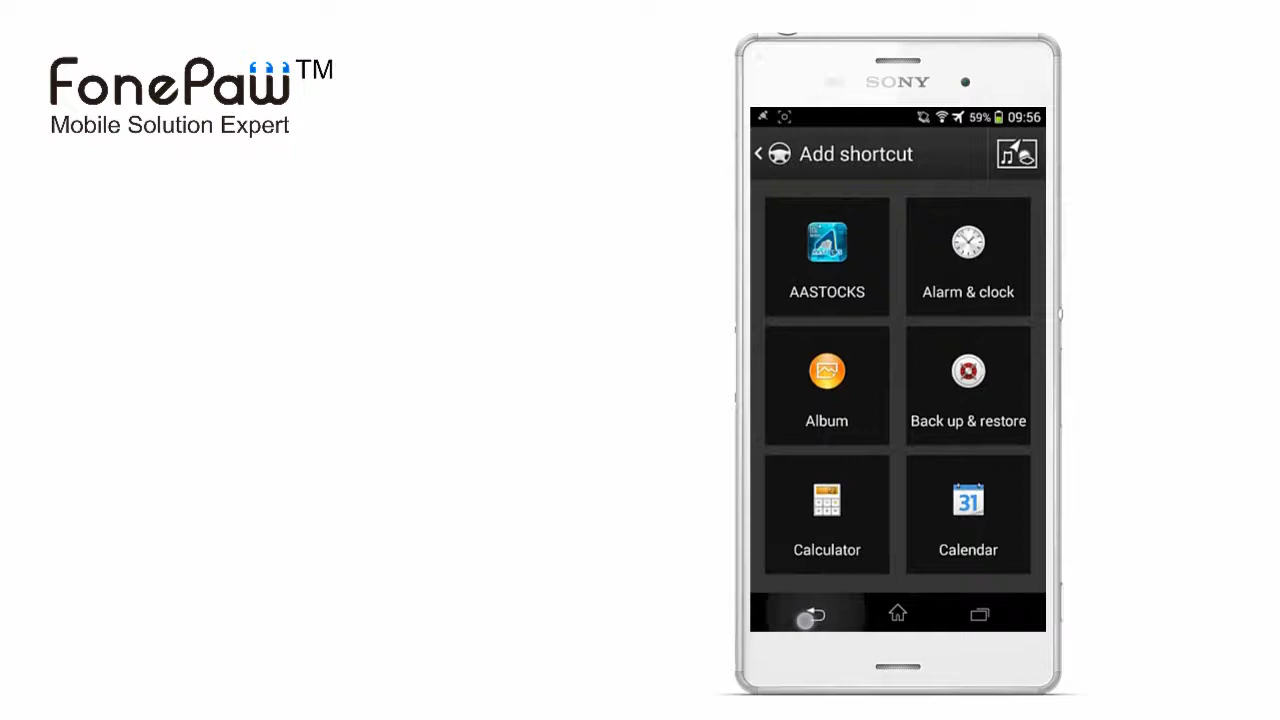 FonePaw™
Mobile Solution Expert
SONY
59% 09:56
Add shortcut
AASTOCKS
Alarm & clock
Album
Back up & restore
31
Calculator
Calendar